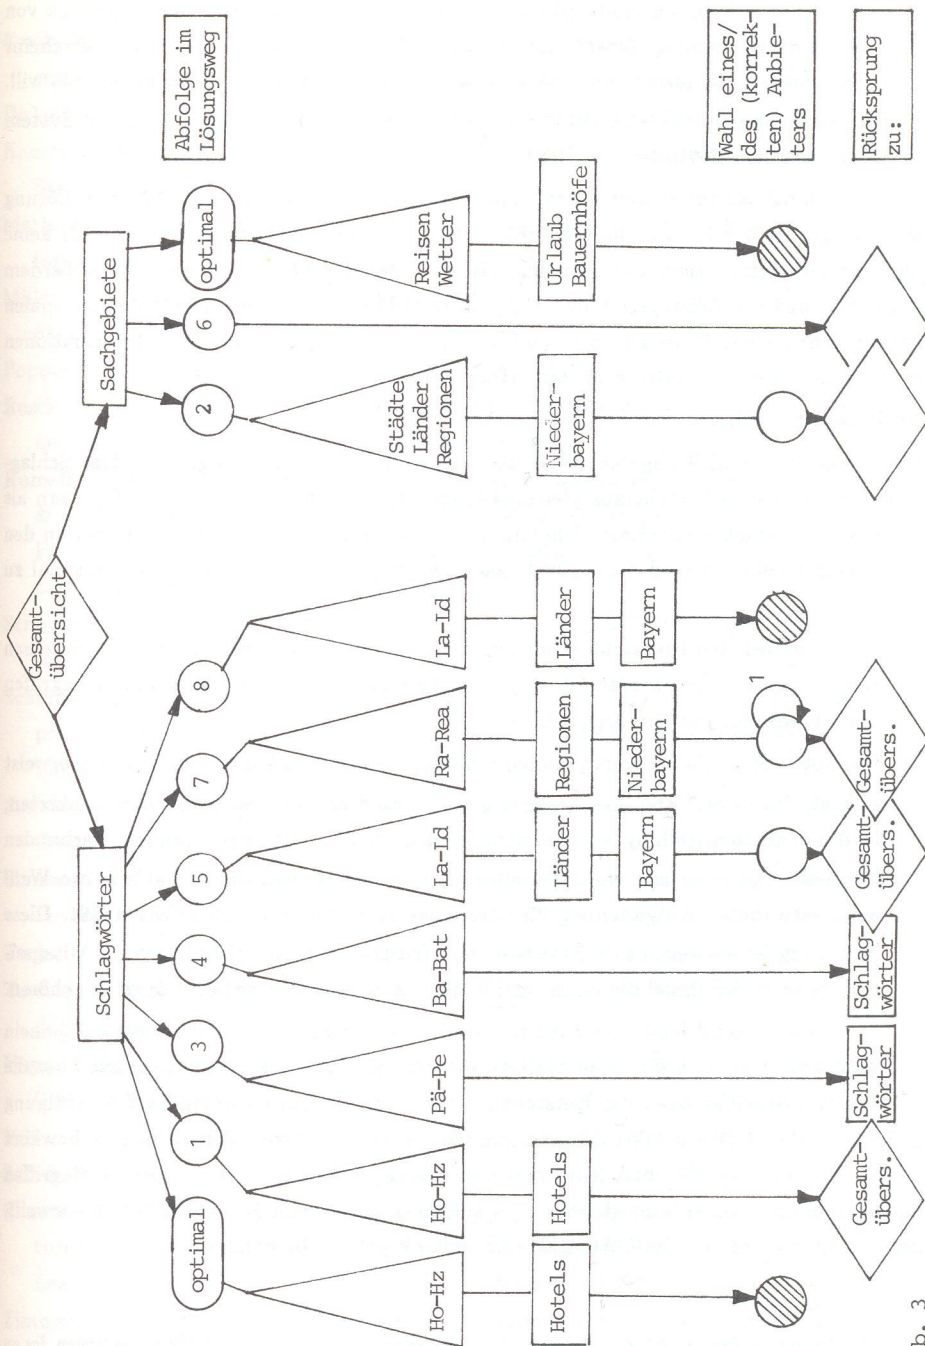 Gesamt-
übersicht
Schlagwörter
Sachgebiete
optimal
1
3
4
5
7
8
2
6
optimal
Abfolge im
Lösungsweg
Ho-Hz
Ho-Hz
Pä-Pe
Ba-Bat
La-Ld
Ra-Rea
La-Ld
Städte
Länder
Regionen
Reisen
Wetter
Hotels
Hotels
Länder
Regionen
Länder
Nieder-
bayern
Urlaub
Bauernhöfe
Bayern
Nieder-
bayern
Bayern
1
Wahl eines/
des (korrek-
ten) Anbie-
ters
Gesamt-
übers.
Schlag-
wörter
Schlag-
wörter
Gesamt-
übers.
Gesamt-
übers.
Rücksprung
zu:
b. 3